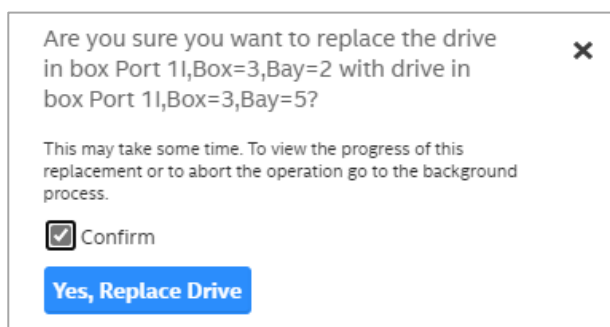 Are you sure you want to replace the drive
in box Port 1I,Box=3,Bay=2 with drive in
box Port 1I,Box=3,Bay=5?
This may take some time. To view the progress of this
replacement or to abort the operation go to the background
process.
Confirm
Yes, Replace Drive